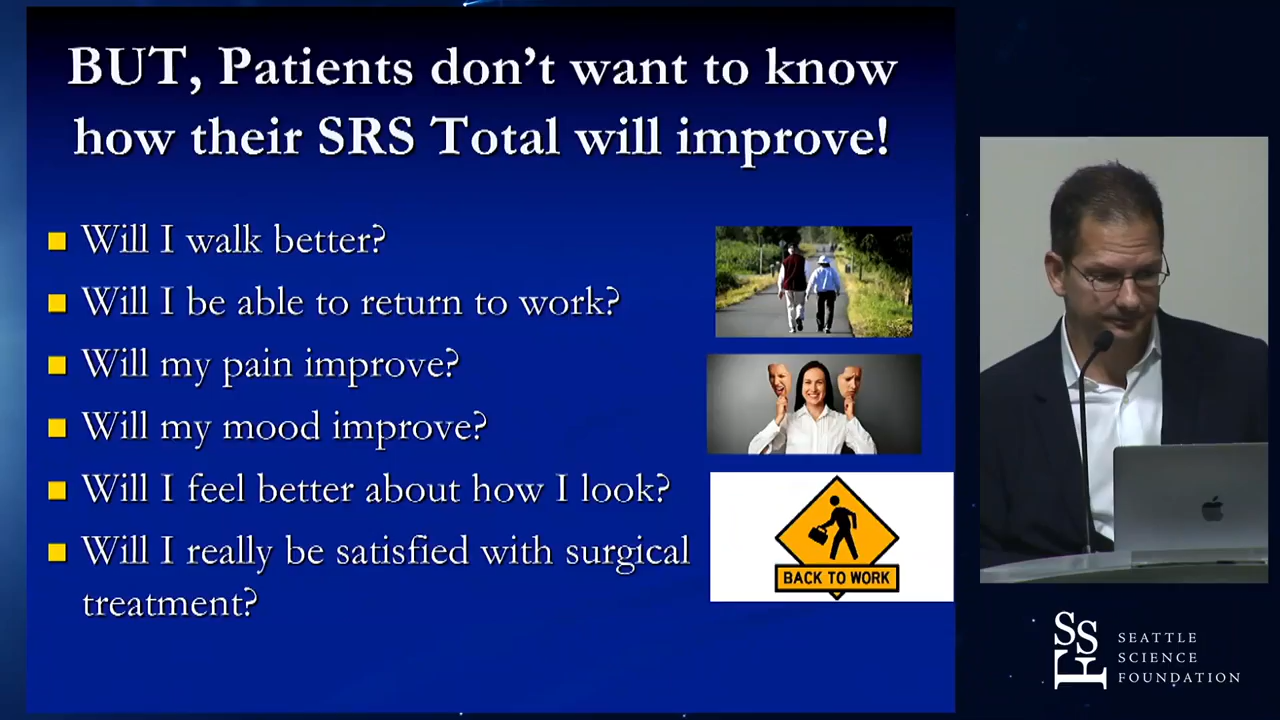 BUT, Patients don't want to know
how their SRS Total will improve!
Will I walk better?
Will I be able to return to work?
Will my pain improve?
Will my mood improve?
Will I feel better about how I look?
Will I really be satisfied with surgical
treatment?
BACK TO WORK
SSF
SEATTLE
SCIENCE
FOUNDATION